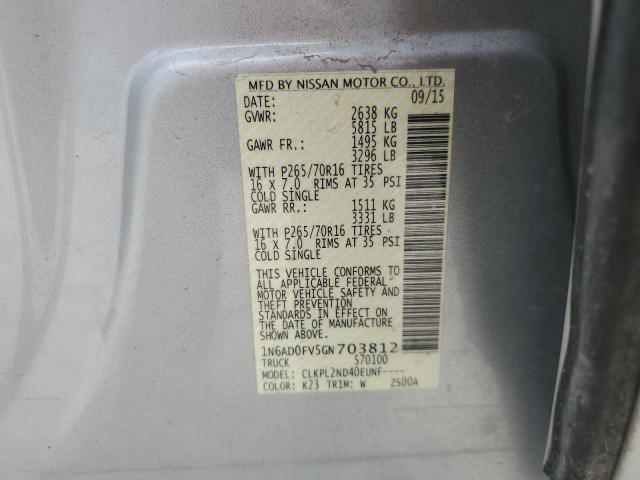 MFD BY NISSAN MOTOR CO., LTD.
DATE: 09/15
GVWR: 2638 KG
5815 LB
GAWR FR.: 1495 KG
3296 LB
WITH P265/70R16 TIRES
16 X 7.0 RIMS AT 35 PSI
COLD SINGLE
GAWR RR.: 1511 KG
3331 LB
WITH P265/70R16 TIRES
16 X 7.0 RIMS AT 35 PSI
COLD SINGLE
THIS VEHICLE CONFORMS TO
ALL APPLICABLE FEDERAL
MOTOR VEHICLE SAFETY AND
THEFT PREVENTION
STANDARDS IN EFFECT ON
THE DATE OF MANUFACTURE
SHOWN ABOVE.
1N6AD0FV5GN703812
TRUCK 570100
MODEL: CLKPL2ND40EUNF----
COLOR: K23 TRIM: W 2S00A